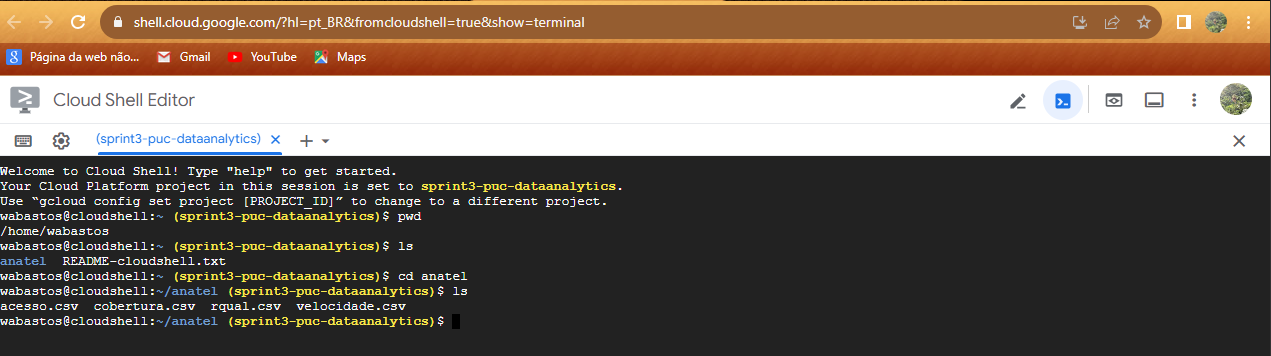 shell.cloud.google.com/?hl=pt_BR&fromcloudshell=true&show=terminal
Página da web não... Gmail YouTube Maps
Cloud Shell Editor
(sprint3-puc-dataanalytics)
Welcome to Cloud Shell! Type "help" to get started.
Your Cloud Platform project in this session is set to sprint3-puc-dataanalytics.
Use “gcloud config set project [PROJECT_ID]” to change to a different project.
wabastos@cloudshell:~ (sprint3-puc-dataanalytics)$ pwd
/home/wabastos
wabastos@cloudshell:~ (sprint3-puc-dataanalytics)$ ls
anatel  README-cloudshell.txt
wabastos@cloudshell:~ (sprint3-puc-dataanalytics)$ cd anatel
wabastos@cloudshell:~/anatel (sprint3-puc-dataanalytics)$ ls
acesso.csv  cobertura.csv  rqual.csv  velocidade.csv
wabastos@cloudshell:~/anatel (sprint3-puc-dataanalytics)$